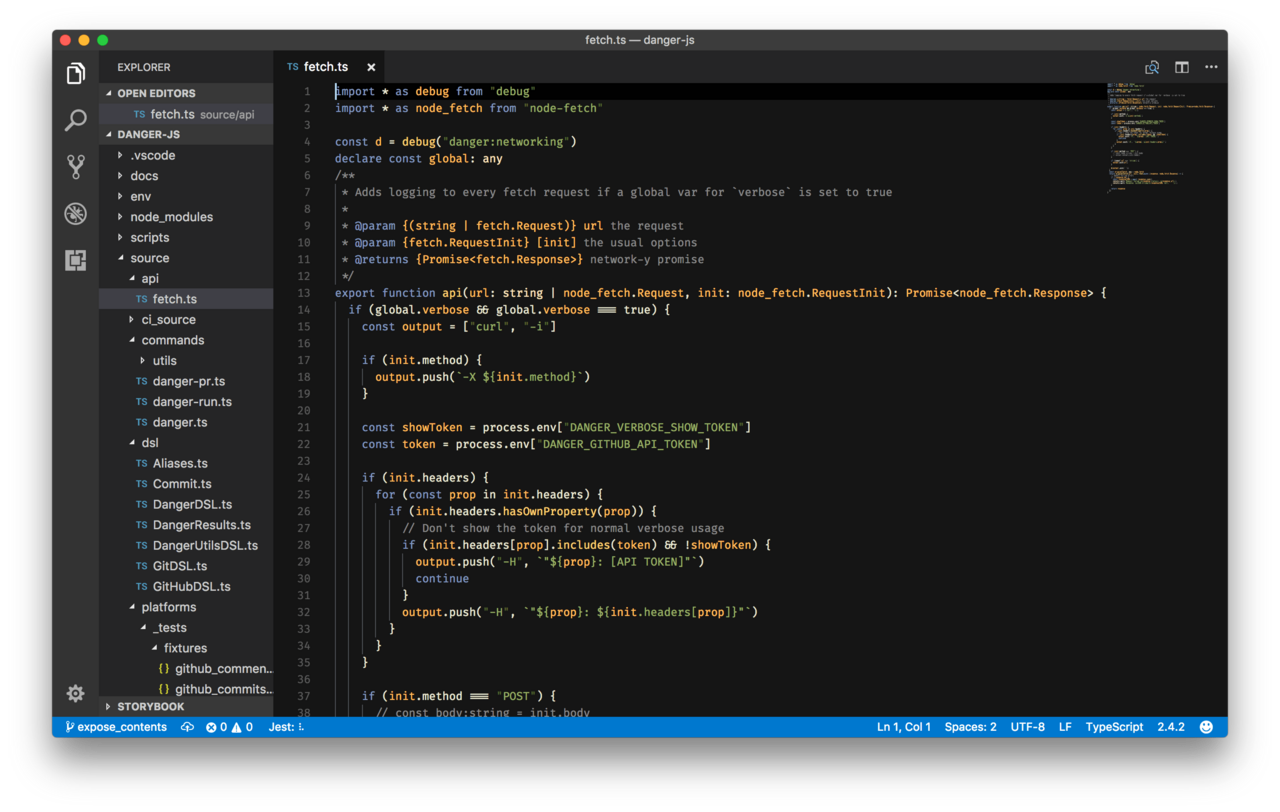 fetch.ts — danger-js
EXPLORER
OPEN EDITORS
TS fetch.ts source/api
DANGER-JS
.vscode
docs
env
node_modules
scripts
source
api
TS fetch.ts
ci_source
commands
utils
TS danger-pr.ts
TS danger-run.ts
TS danger.ts
dsl
TS Aliases.ts
TS Commit.ts
TS DangerDSL.ts
TS DangerResults.ts
TS DangerUtilsDSL.ts
TS GitDSL.ts
TS GitHubDSL.ts
platforms
_tests
fixtures
{} github_commen...
{} github_commits...
STORYBOOK
TS fetch.ts ×
1 import * as debug from "debug"
2 import * as node_fetch from "node-fetch"
3
4 const d = debug("danger:networking")
5 declare const global: any
6 /**
7 * Adds logging to every fetch request if a global var for `verbose` is set to true
8 *
9 * @param {(string | fetch.Request)} url the request
10 * @param {fetch.RequestInit} [init] the usual options
11 * @returns {Promise<fetch.Response>} network-y promise
12 */
13 export function api(url: string | node_fetch.Request, init: node_fetch.RequestInit): Promise<node_fetch.Response> {
14 if (global.verbose && global.verbose === true) {
15 const output = ["curl", "-i"]
16
17 if (init.method) {
18 output.push(`-X ${init.method}`)
19 }
20
21 const showToken = process.env["DANGER_VERBOSE_SHOW_TOKEN"]
22 const token = process.env["DANGER_GITHUB_API_TOKEN"]
23
24 if (init.headers) {
25 for (const prop in init.headers) {
26 if (init.headers.hasOwnProperty(prop)) {
27 // Don't show the token for normal verbose usage
28 if (init.headers[prop].includes(token) && !showToken) {
29 output.push("-H", `"${prop}: [API TOKEN]"`)
30 continue
31 }
32 output.push("-H", `"${prop}: ${init.headers[prop]}"`)
33 }
34 }
35 }
36
37 if (init.method === "POST") {
38 // const body:string = init.body
expose_contents 0 0 Jest:
Ln 1, Col 1 Spaces: 2 UTF-8 LF TypeScript 2.4.2